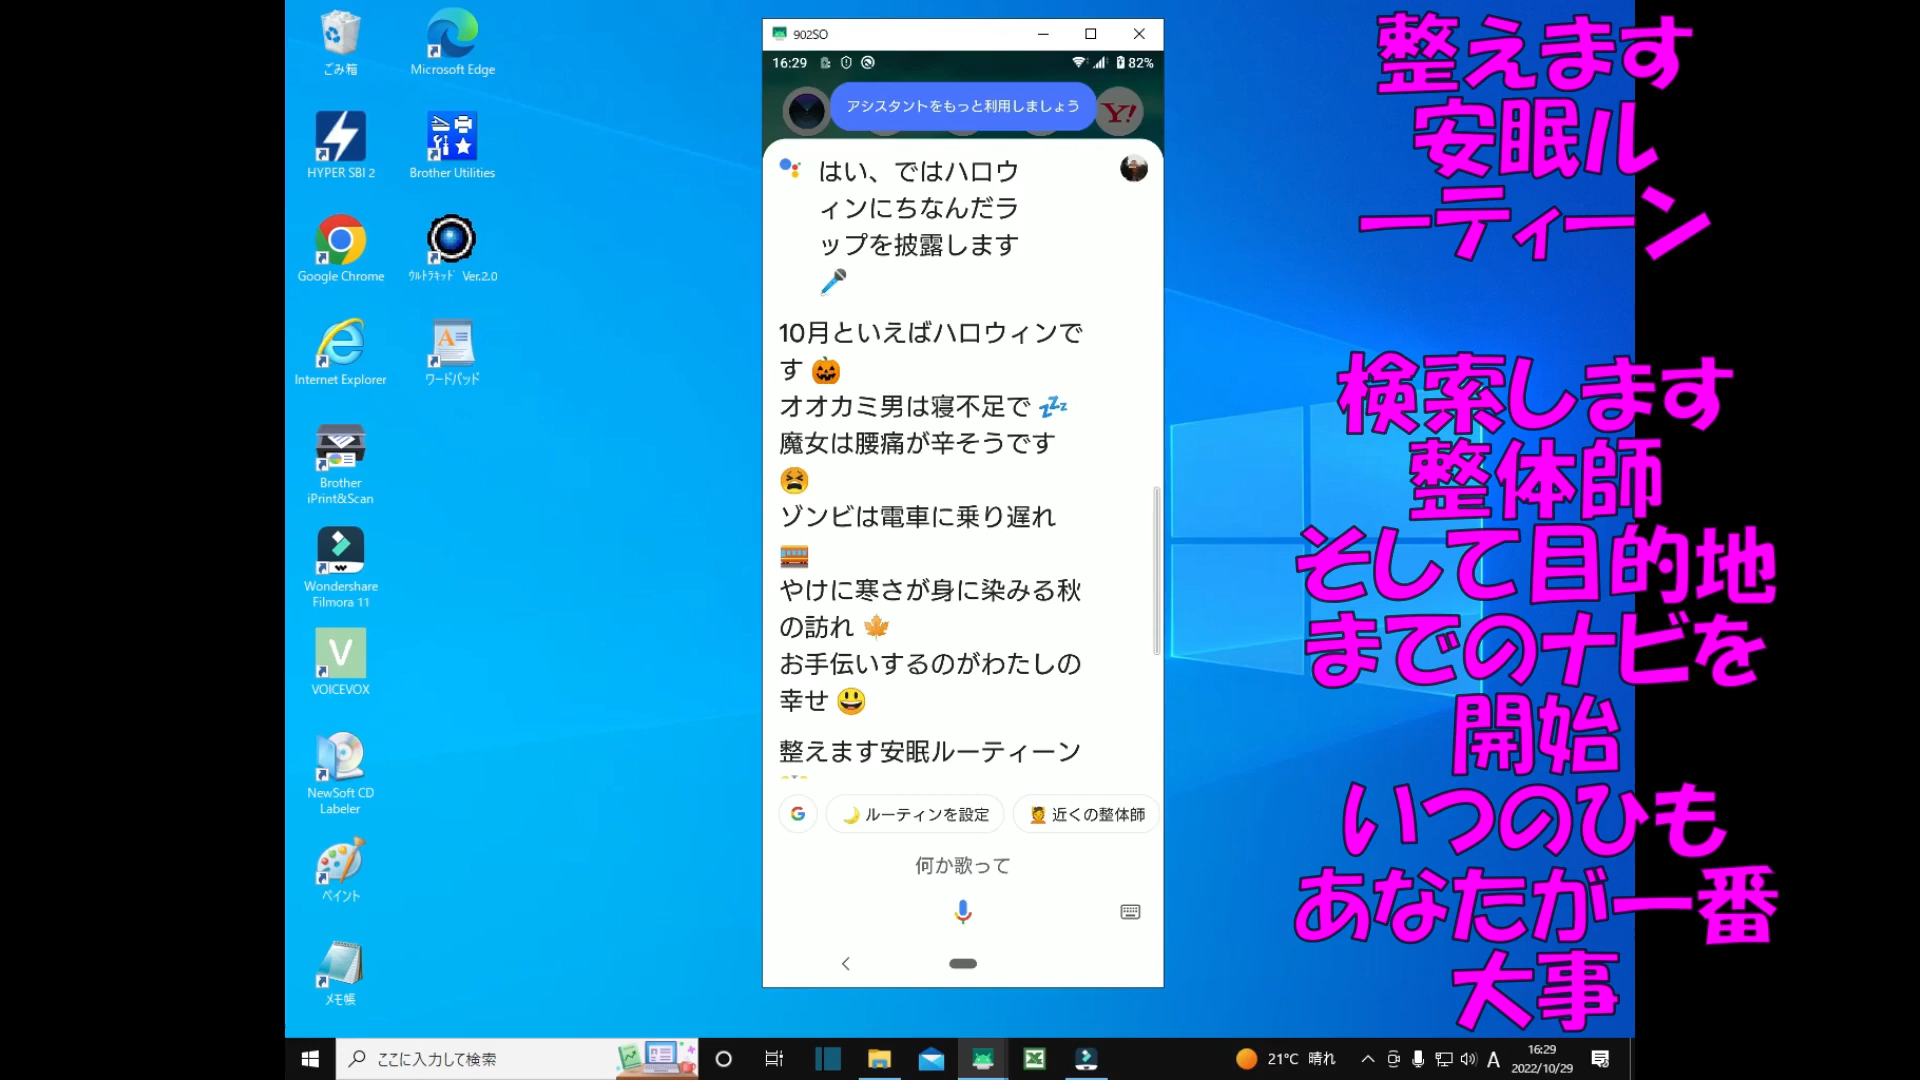 ごみ箱
Microsoft Edge
HYPER SBI 2
Brother Utilities
Google Chrome
ｳﾙﾄﾗｷｯﾄﾞ Ver.2.0
Internet Explorer
ワードパッド
Brother
iPrint&Scan
Wondershare
Filmora 11
VOICEVOX
NewSoft CD
Labeler
ペイント
メモ帳
902SO
16:29
82%
アシスタントをもっと利用しましょう
Y!
はい、ではハロウ
ィンにちなんだラ
ップを披露します
🎤
10月といえばハロウィンで
す 🎃
オオカミ男は寝不足で 💤
魔女は腰痛が辛そうです
😫
ゾンビは電車に乗り遅れ
🚃
やけに寒さが身に染みる秋
の訪れ 🍁
お手伝いするのがわたしの
幸せ 😃
整えます安眠ルーティーン
🌙 ルーティンを設定
💆 近くの整体師
何か歌って
整えます
安眠ル
ーティーン
検索します
整体師
そして目的地
までのナビを
開始
いつのひも
あなたが一番
大事
ここに入力して検索
21°C 晴れ
A
16:29
2022/10/29